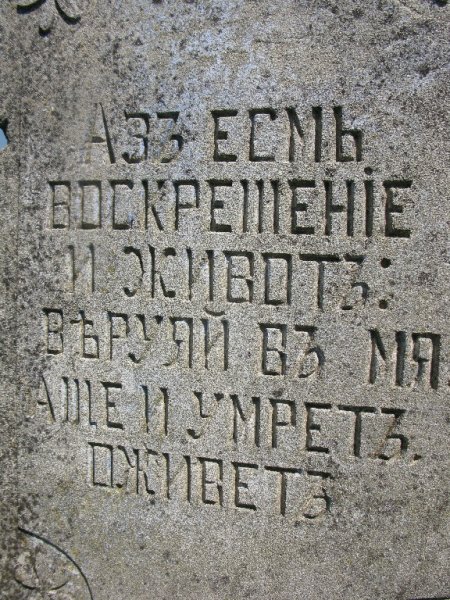 АЗЪ ЕСМЬ
ВОСКРЕШЕНІЕ
И ЖИВОТЪ:
ВѢРУЯЙ ВЪ МЯ.
АЩЕ И УМРЕТЪ.
ОЖИВЕТЪ